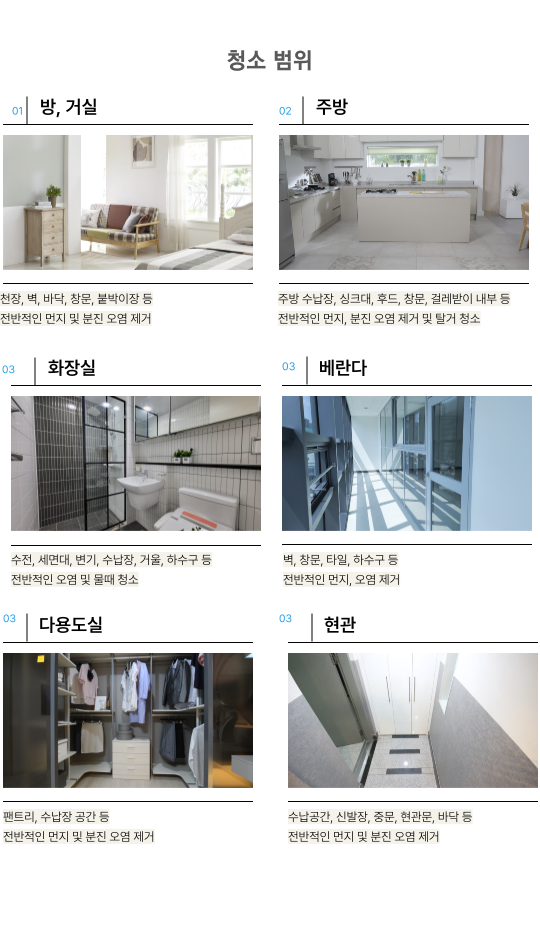 청소 범위
01 방, 거실
02 주방
천장, 벽, 바닥, 창문, 붙박이장 등
전반적인 먼지 및 분진 오염 제거
주방 수납장, 싱크대, 후드, 창문, 걸레받이 내부 등
전반적인 먼지, 분진 오염 제거 및 탈거 청소
03 화장실
03 베란다
수전, 세면대, 변기, 수납장, 거울, 하수구 등
전반적인 오염 및 물때 청소
벽, 창문, 타일, 하수구 등
전반적인 먼지, 오염 제거
03 다용도실
03 현관
팬트리, 수납장 공간 등
전반적인 먼지 및 분진 오염 제거
수납공간, 신발장, 중문, 현관문, 바닥 등
전반적인 먼지 및 분진 오염 제거